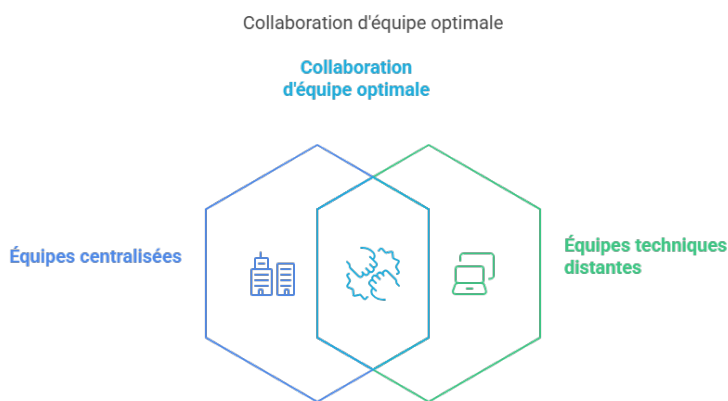 Collaboration d'équipe optimale
Collaboration
d'équipe optimale
Équipes centralisées
Équipes techniques
distantes